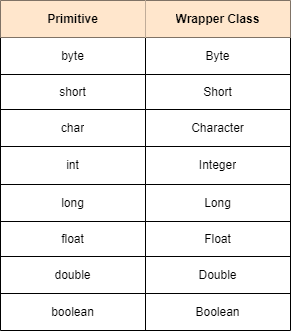 Primitive Wrapper Class
byte Byte
short Short
char Character
int Integer
long Long
float Float
double Double
boolean Boolean